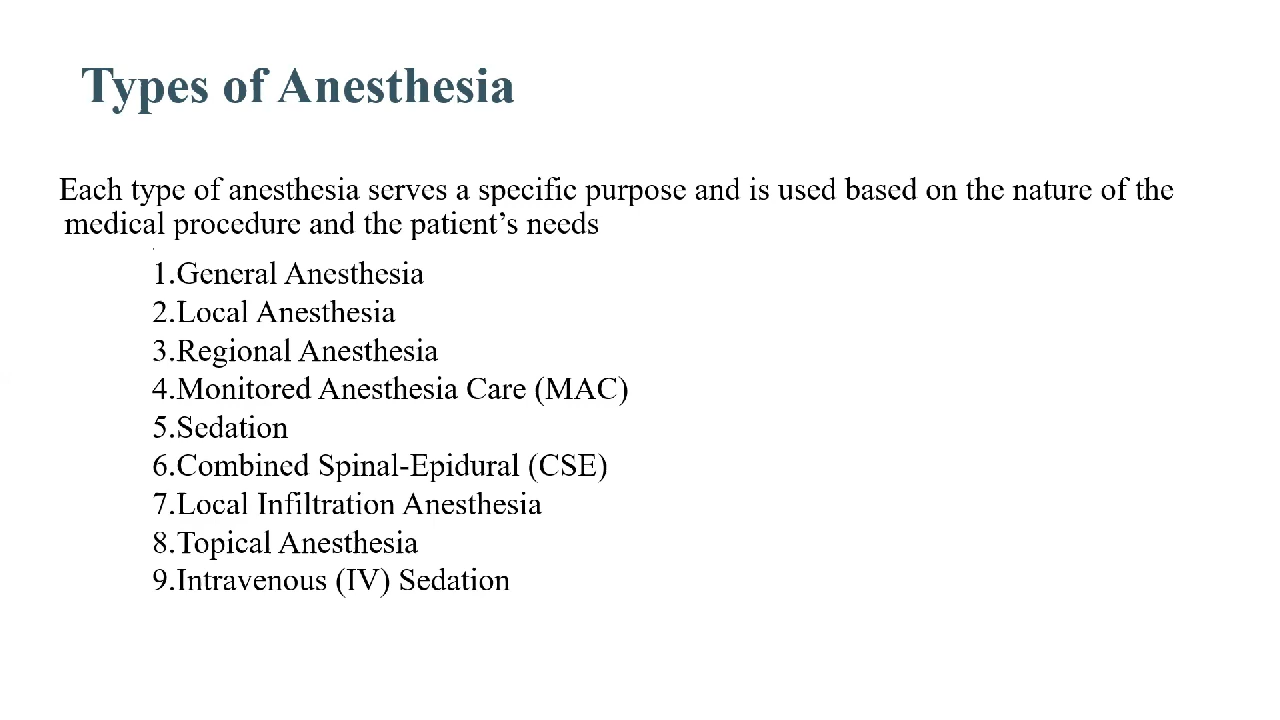 Types of Anesthesia
Each type of anesthesia serves a specific purpose and is used based on the nature of the
medical procedure and the patient’s needs
1.General Anesthesia
2.Local Anesthesia
3.Regional Anesthesia
4.Monitored Anesthesia Care (MAC)
5.Sedation
6.Combined Spinal-Epidural (CSE)
7.Local Infiltration Anesthesia
8.Topical Anesthesia
9.Intravenous (IV) Sedation